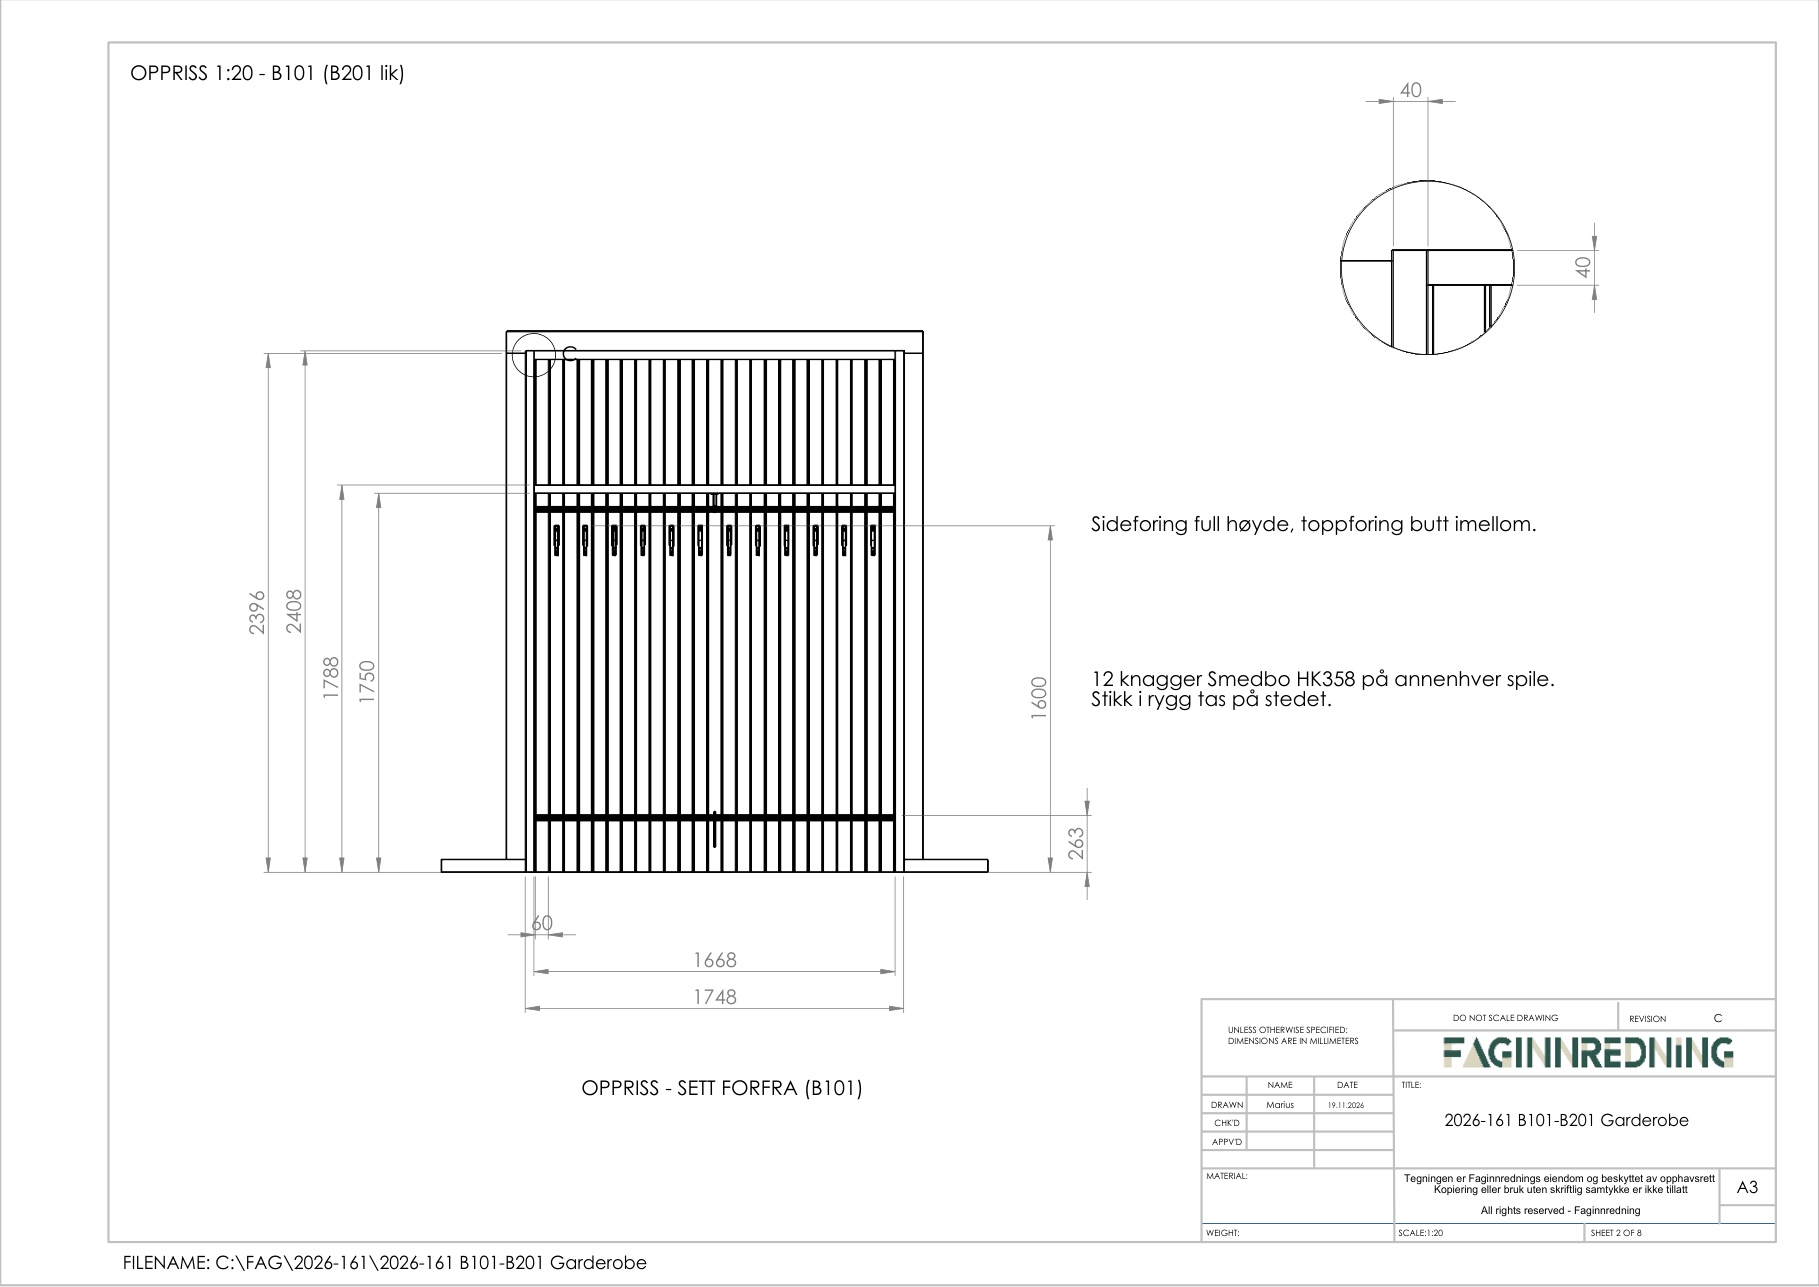 OPPRISS 1:20 - B101 (B201 lik)
40
40
C
2396
2408
1788
1750
1600
263
Sideforing full høyde, toppforing butt imellom.
12 knagger Smedbo HK358 på annenhver spile.
Stikk i rygg tas på stedet.
60
1668
1748
OPPRISS - SETT FORFRA (B101)
UNLESS OTHERWISE SPECIFIED:
DIMENSIONS ARE IN MILLIMETERS
DO NOT SCALE DRAWING
REVISION C
FAGINNREDNING
NAME DATE
DRAWN Marius 19.11.2026
CHK'D
APPV'D
TITLE:
2026-161 B101-B201 Garderobe
MATERIAL:
Tegningen er Faginnrednings eiendom og beskyttet av opphavsrett
Kopiering eller bruk uten skriftlig samtykke er ikke tillatt
All rights reserved - Faginnredning
A3
WEIGHT:
SCALE:1:20
SHEET 2 OF 8
FILENAME: C:\FAG\2026-161\2026-161 B101-B201 Garderobe